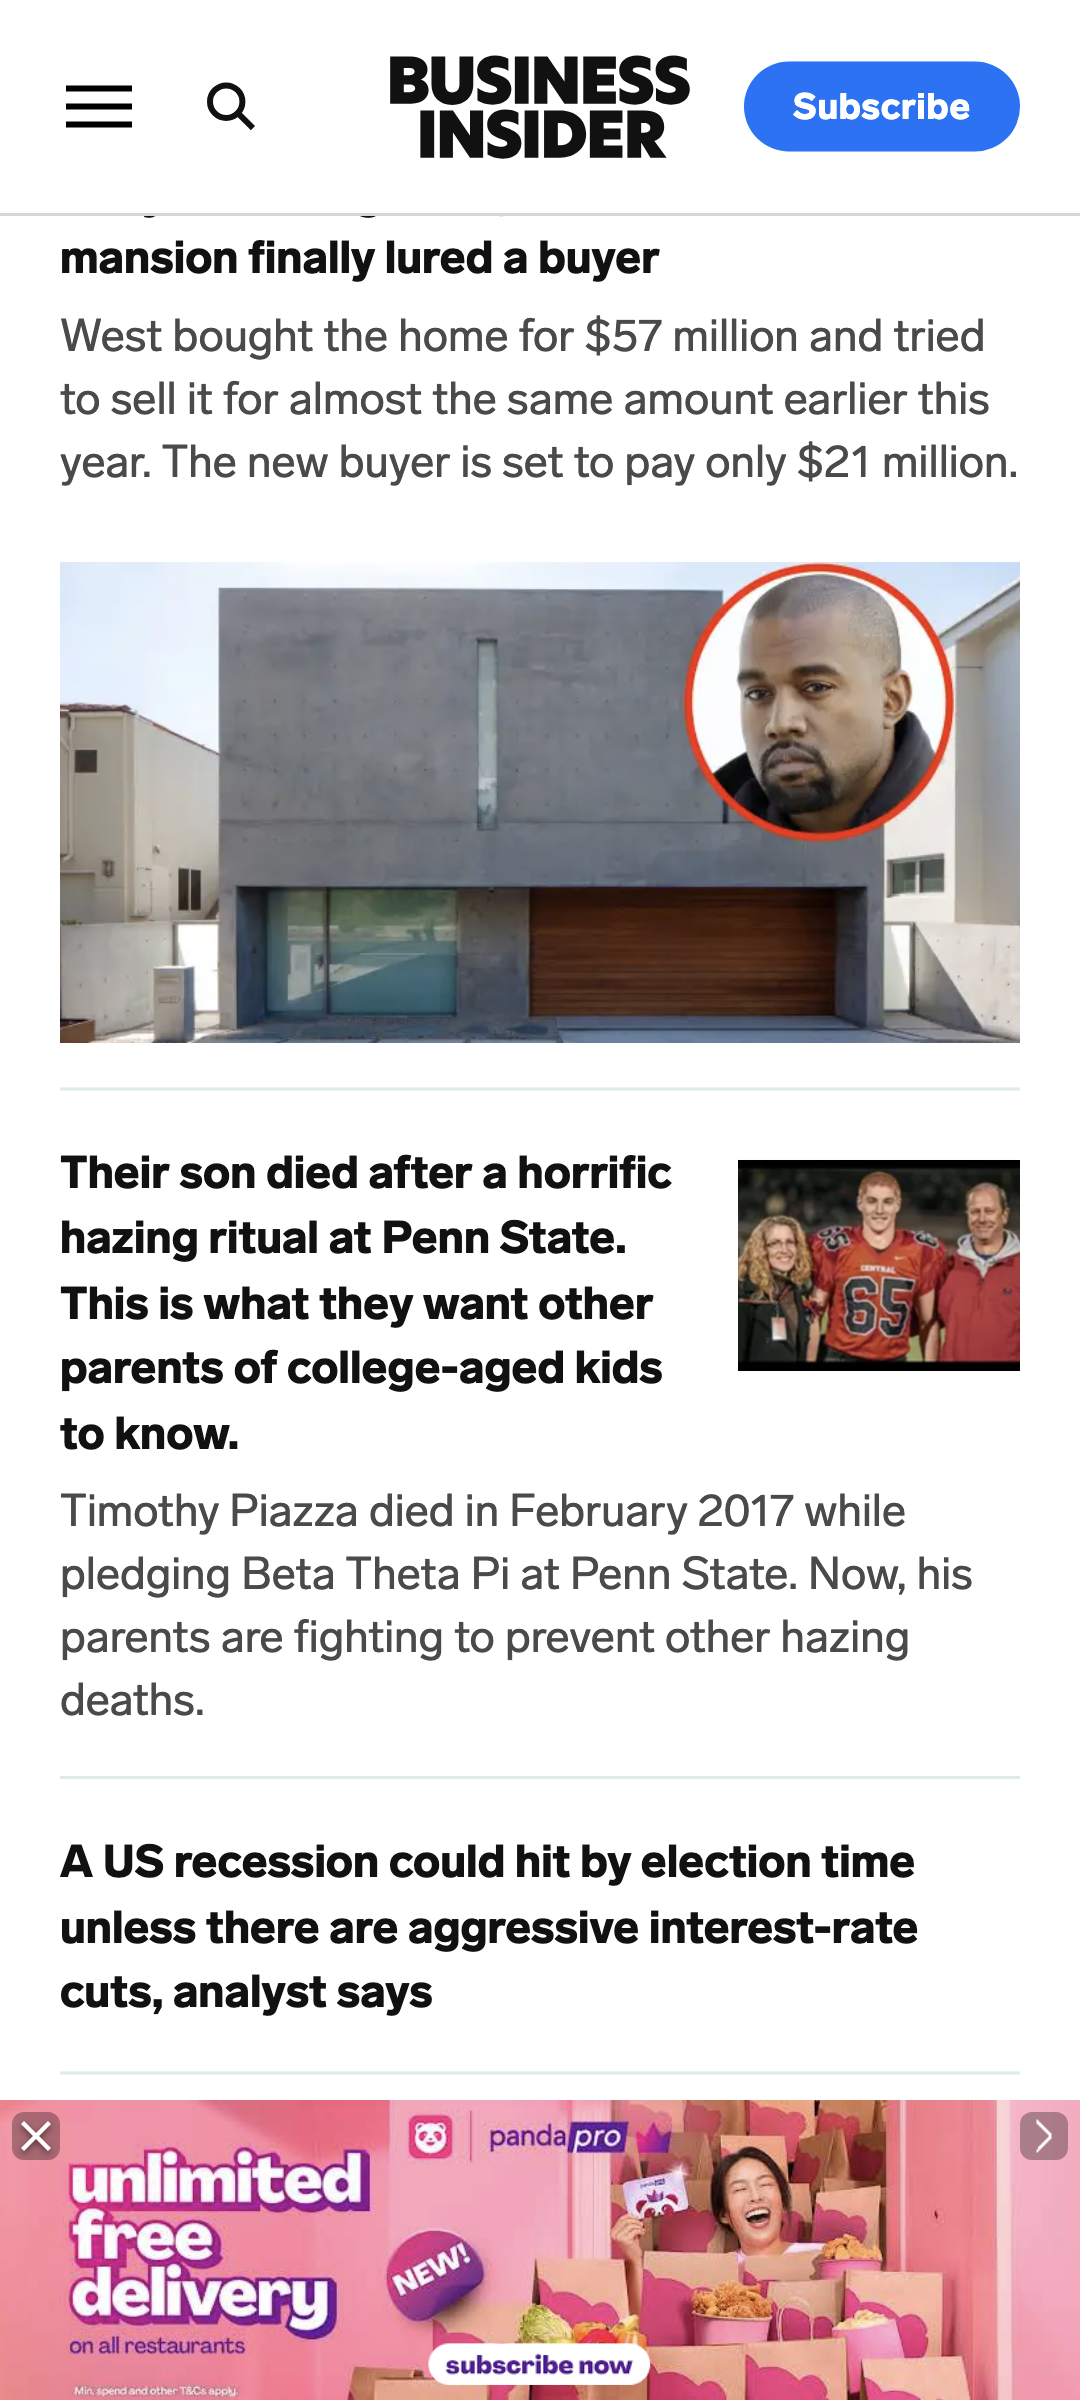 BUSINESS
INSIDER
Subscribe
mansion finally lured a buyer
West bought the home for $57 million and tried
to sell it for almost the same amount earlier this
year. The new buyer is set to pay only $21 million.
Their son died after a horrific
hazing ritual at Penn State.
This is what they want other
parents of college-aged kids
to know.
CENTRAL
65
Timothy Piazza died in February 2017 while
pledging Beta Theta Pi at Penn State. Now, his
parents are fighting to prevent other hazing
deaths.
A US recession could hit by election time
unless there are aggressive interest-rate
cuts, analyst says
pandapro
unlimited
free
delivery
on all restaurants
NEW!
subscribe now
Min. spend and other T&Cs apply.